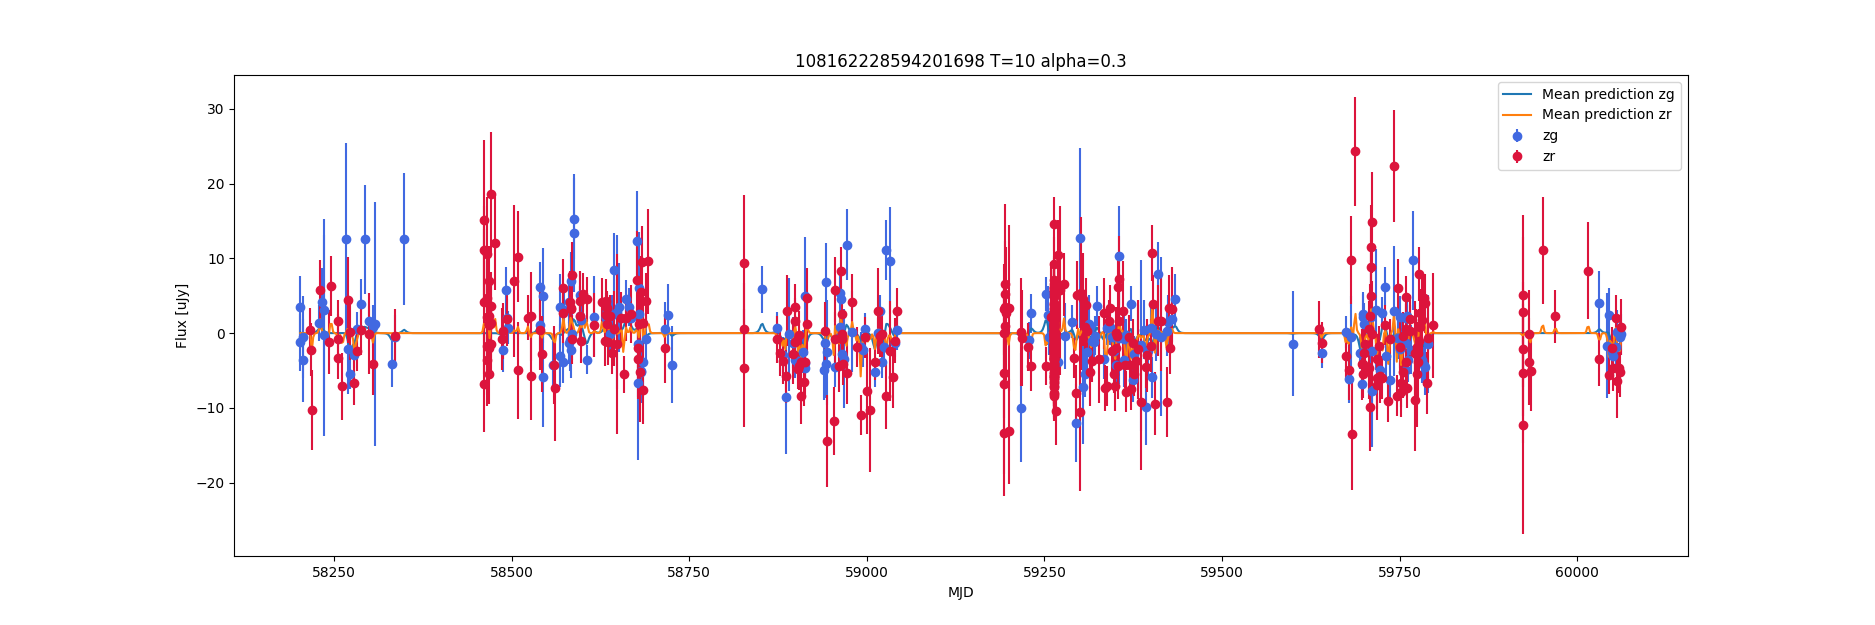 108162228594201698 T=10 alpha=0.3
Mean prediction zg
Mean prediction zr
zg
zr
Flux [uJy]
30
20
10
0
−10
−20
58250 58500 58750 59000 59250 59500 59750 60000
MJD